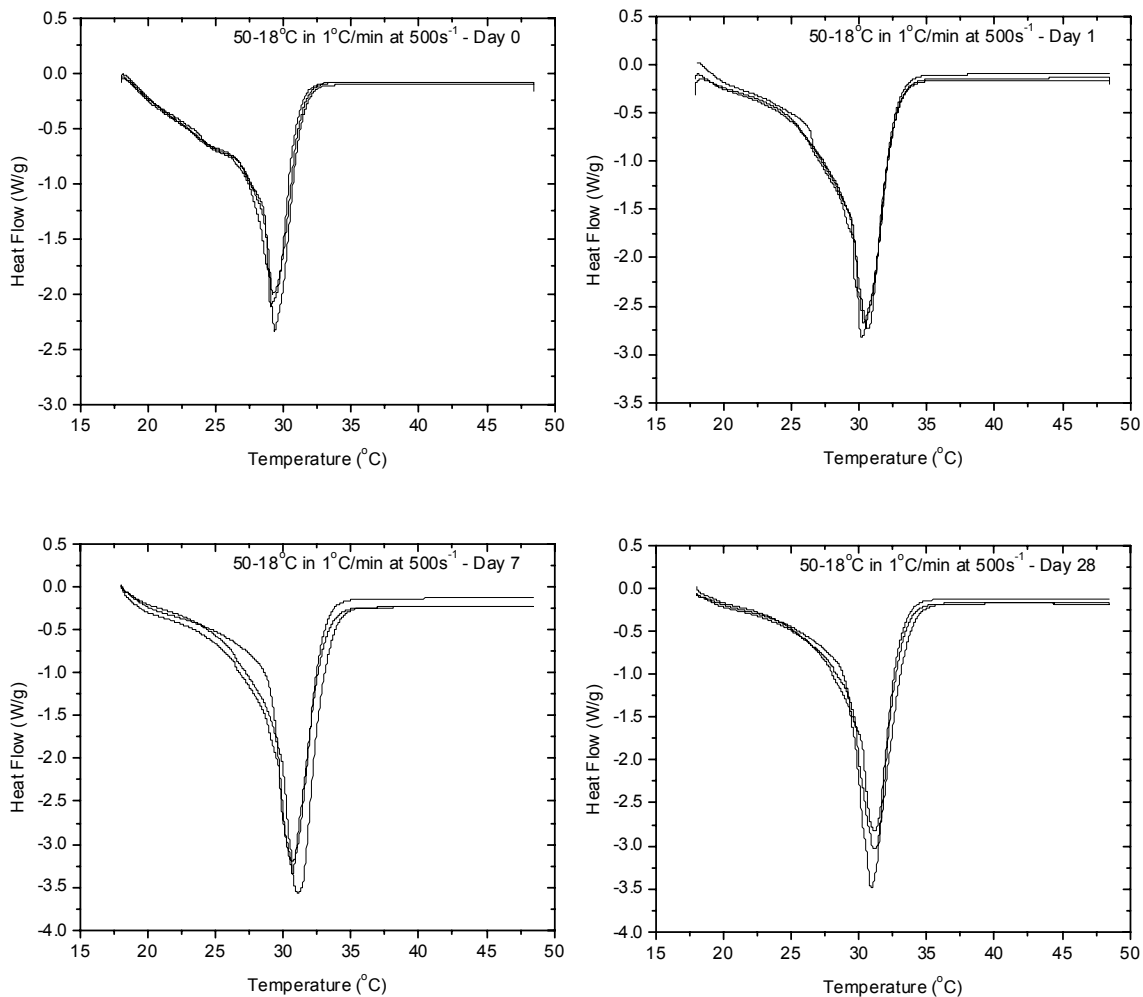 50-18°C in 1°C/min at 500s⁻¹ - Day 0
0.5
0.0
-0.5
-1.0
-1.5
-2.0
-2.5
-3.0
Heat Flow (W/g)
15 20 25 30 35 40 45 50
Temperature (°C)
50-18°C in 1°C/min at 500s⁻¹ - Day 1
0.5
0.0
-0.5
-1.0
-1.5
-2.0
-2.5
-3.0
-3.5
Heat Flow (W/g)
15 20 25 30 35 40 45 50
Temperature (°C)
50-18°C in 1°C/min at 500s⁻¹ - Day 7
0.5
0.0
-0.5
-1.0
-1.5
-2.0
-2.5
-3.0
-3.5
-4.0
Heat Flow (W/g)
15 20 25 30 35 40 45 50
Temperature (°C)
50-18°C in 1°C/min at 500s⁻¹ - Day 28
0.5
0.0
-0.5
-1.0
-1.5
-2.0
-2.5
-3.0
-3.5
-4.0
Heat Flow (W/g)
15 20 25 30 35 40 45 50
Temperature (°C)